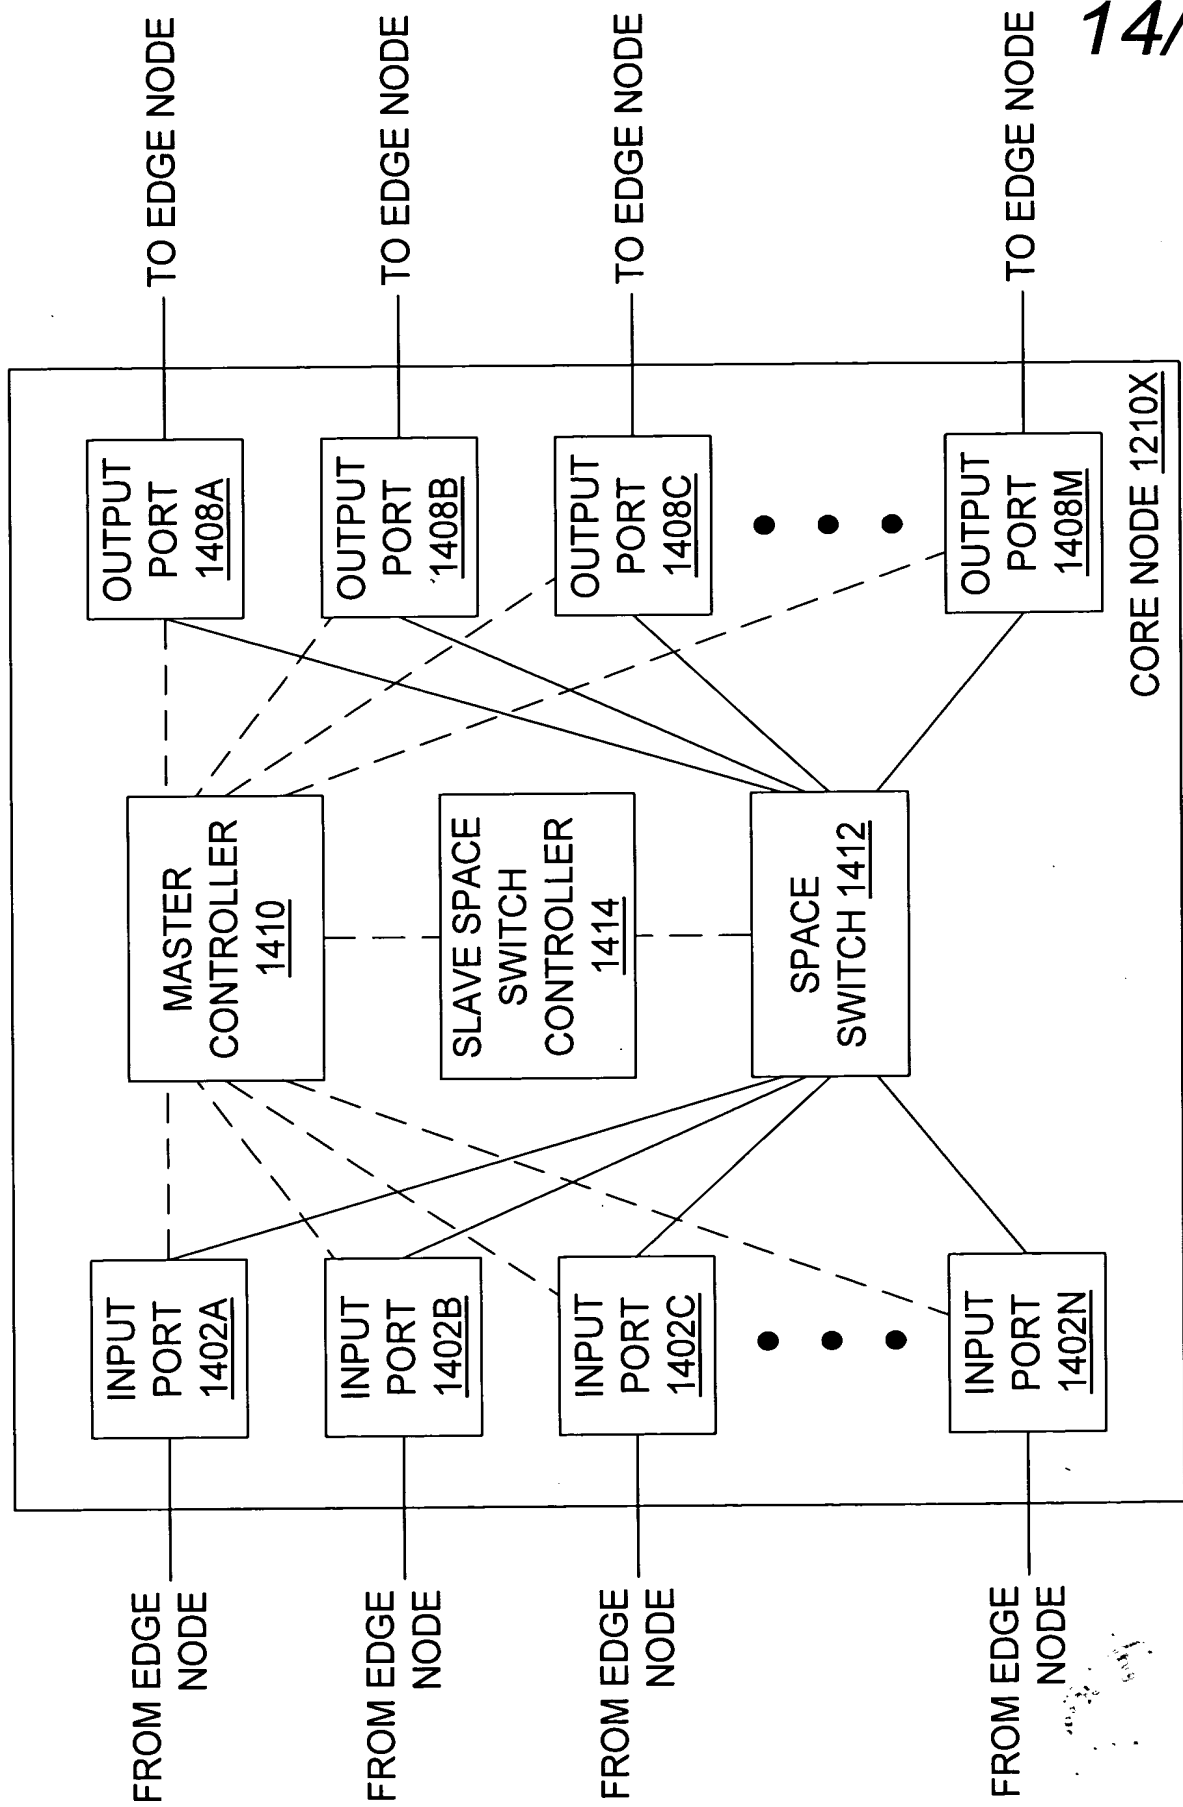 14/
FROM EDGE
NODE
INPUT
PORT
1402A
MASTER
CONTROLLER
1410
OUTPUT
PORT
1408A
TO EDGE NODE
FROM EDGE
NODE
INPUT
PORT
1402B
SLAVE SPACE
SWITCH
CONTROLLER
1414
OUTPUT
PORT
1408B
TO EDGE NODE
FROM EDGE
NODE
INPUT
PORT
1402C
SPACE
SWITCH 1412
OUTPUT
PORT
1408C
TO EDGE NODE
FROM EDGE
NODE
INPUT
PORT
1402N
OUTPUT
PORT
1408M
TO EDGE NODE
CORE NODE 1210X